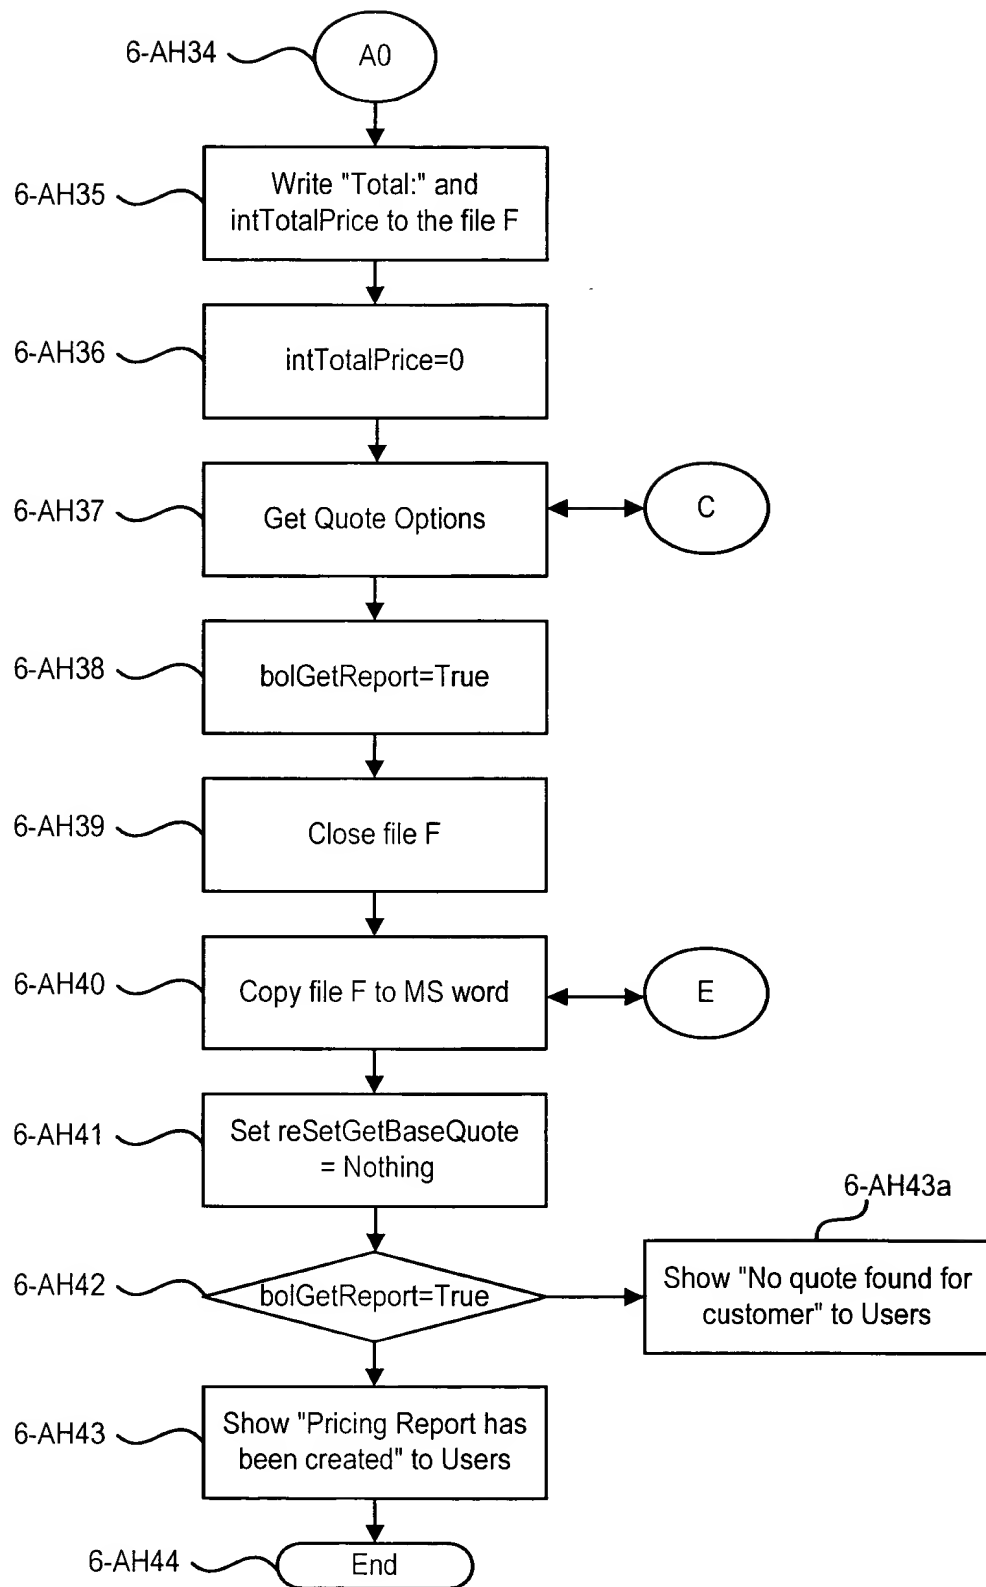 6-AH34
A0
6-AH35
Write "Total:" and
intTotalPrice to the file F
6-AH36
intTotalPrice=0
6-AH37
Get Quote Options
C
6-AH38
bolGetReport=True
6-AH39
Close file F
6-AH40
Copy file F to MS word
E
6-AH41
Set reSetGetBaseQuote
= Nothing
6-AH43a
6-AH42
bolGetReport=True
Show "No quote found for
customer" to Users
6-AH43
Show "Pricing Report has
been created" to Users
6-AH44
End